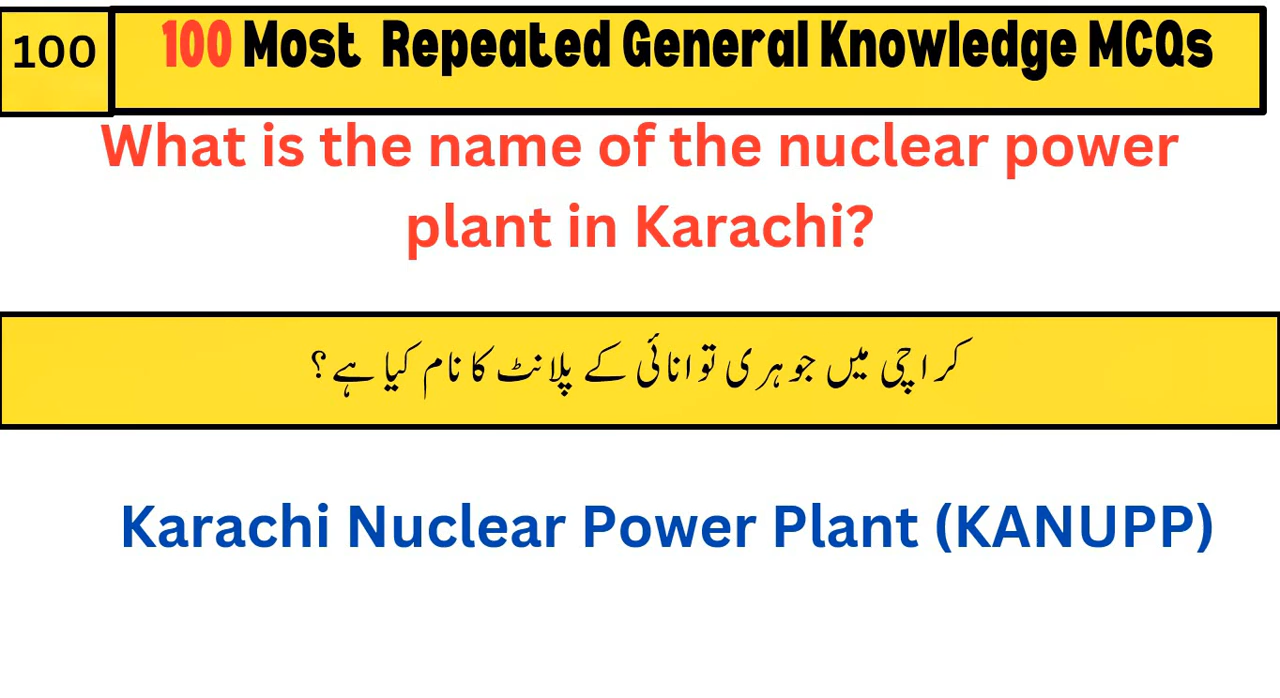 100
100 Most Repeated General Knowledge MCQs
What is the name of the nuclear power
plant in Karachi?
کراچی میں جوہری توانائی کے پلانٹ کا نام کیا ہے؟
Karachi Nuclear Power Plant (KANUPP)